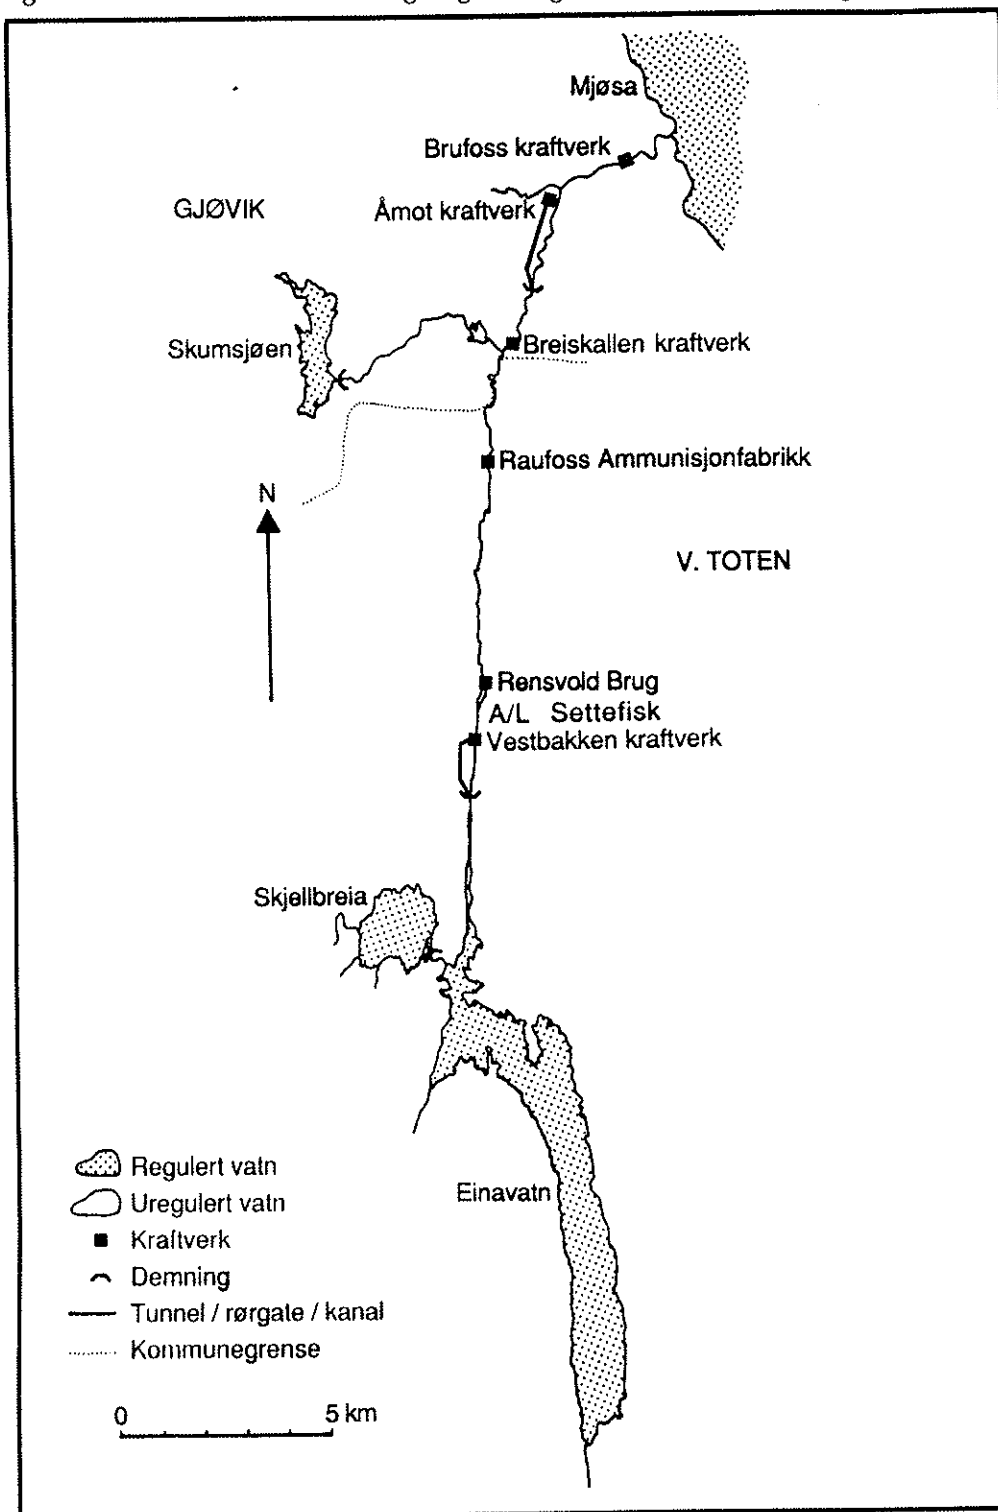 Mjøsa
Brufoss kraftverk
GJØVIK
Åmot kraftverk
Skumsjøen
Breiskallen kraftverk
Raufoss Ammunisjonfabrikk
N
V. TOTEN
Rensvold Brug
A/L Settefisk
Vestbakken kraftverk
Skjellbreia
Einavatn
Regulert vatn
Uregulert vatn
Kraftverk
Demning
Tunnel / rørgate / kanal
Kommunegrense
0 5 km